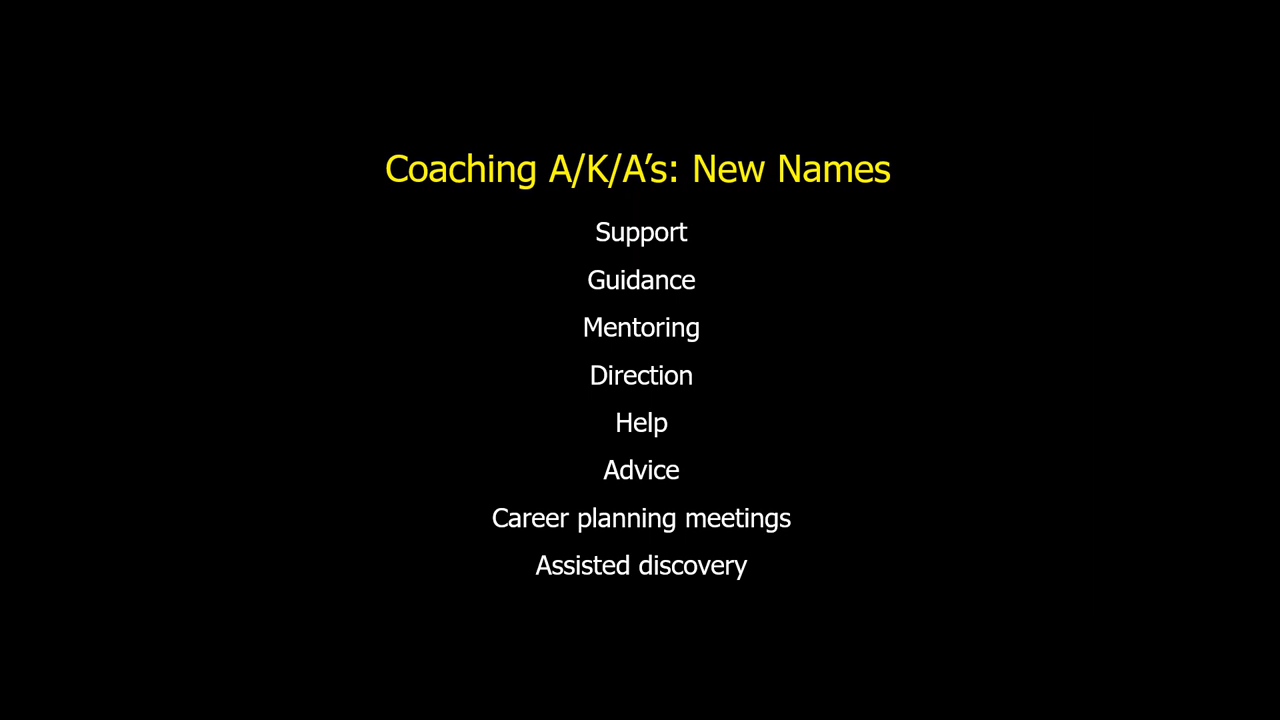 Coaching A/K/A’s: New Names
Support
Guidance
Mentoring
Direction
Help
Advice
Career planning meetings
Assisted discovery